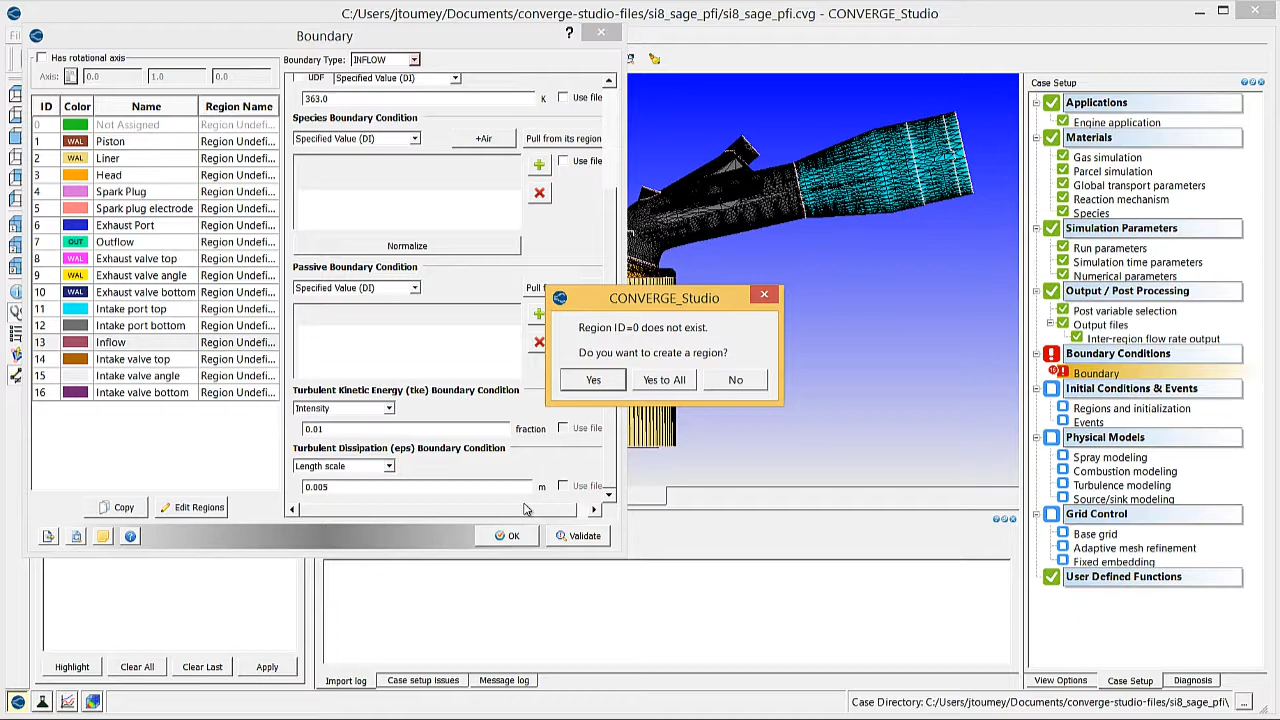 C:/Users/jtoumey/Documents/converge-studio-files/si8_sage_pfi/si8_sage_pfi.cvg - CONVERGE_Studio
Fi
Boundary
?
Has rotational axis
Axis: 0.0 1.0 0.0
Boundary Type: INFLOW
ID Color Name Region Name
0 Not Assigned Region Undefi...
1 WAL Piston Region Undefi...
2 WAL Liner Region Undefi...
3 Head Region Undefi...
4 Spark Plug Region Undefi...
5 Spark plug electrode Region Undefi...
6 Exhaust Port Region Undefi...
7 OUT Outflow Region Undefi...
8 WAL Exhaust valve top Region Undefi...
9 WAL Exhaust valve angle Region Undefi...
10 WAL Exhaust valve bottom Region Undefi...
11 Intake port top Region Undefi...
12 Intake port bottom Region Undefi...
13 Inflow Region Undefi...
14 Intake valve top Region Undefi...
15 Intake valve angle Region Undefi...
16 Intake valve bottom Region Undefi...
Copy
Edit Regions
UDF Specified Value (DI)
363.0 K Use file
Species Boundary Condition
Specified Value (DI) +Air Pull from its region
Use file
Normalize
Passive Boundary Condition
Specified Value (DI) Pull f
Turbulent Kinetic Energy (tke) Boundary Condition
Intensity
0.01 fraction Use file
Turbulent Dissipation (eps) Boundary Condition
Length scale
0.005 m Use file
OK
Validate
CONVERGE_Studio
Region ID=0 does not exist.
Do you want to create a region?
Yes
Yes to All
No
Case Setup
Applications
Engine application
Materials
Gas simulation
Parcel simulation
Global transport parameters
Reaction mechanism
Species
Simulation Parameters
Run parameters
Simulation time parameters
Numerical parameters
Output / Post Processing
Post variable selection
Output files
Inter-region flow rate output
Boundary Conditions
Boundary
Initial Conditions & Events
Regions and initialization
Events
Physical Models
Spray modeling
Combustion modeling
Turbulence modeling
Source/sink modeling
Grid Control
Base grid
Adaptive mesh refinement
Fixed embedding
User Defined Functions
Highlight
Clear All
Clear Last
Apply
Import log
Case setup issues
Message log
View Options
Case Setup
Diagnosis
Case Directory: C:/Users/jtoumey/Documents/converge-studio-files/si8_sage_pfi\
...